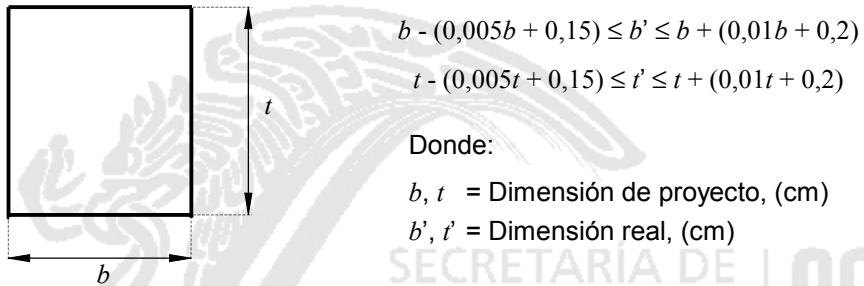 b - (0,005b + 0,15) ≤ b’ ≤ b + (0,01b + 0,2)
t - (0,005t + 0,15) ≤ t’ ≤ t + (0,01t + 0,2)
t
Donde:
b, t = Dimensión de proyecto, (cm)
b’, t’ = Dimensión real, (cm)
b
SECRETARÍA DE